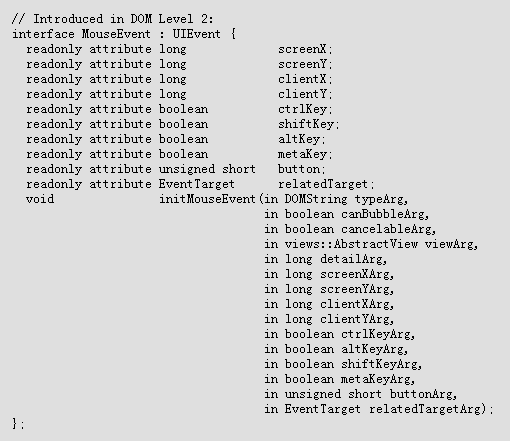 // Introduced in DOM Level 2:
interface MouseEvent : UIEvent {
  readonly attribute long             screenX;
  readonly attribute long             screenY;
  readonly attribute long             clientX;
  readonly attribute long             clientY;
  readonly attribute boolean          ctrlKey;
  readonly attribute boolean          shiftKey;
  readonly attribute boolean          altKey;
  readonly attribute boolean          metaKey;
  readonly attribute unsigned short   button;
  readonly attribute EventTarget      relatedTarget;
  void               initMouseEvent(in DOMString typeArg,
                                    in boolean canBubbleArg,
                                    in boolean cancelableArg,
                                    in views::AbstractView viewArg,
                                    in long detailArg,
                                    in long screenXArg,
                                    in long screenYArg,
                                    in long clientXArg,
                                    in long clientYArg,
                                    in boolean ctrlKeyArg,
                                    in boolean altKeyArg,
                                    in boolean shiftKeyArg,
                                    in boolean metaKeyArg,
                                    in unsigned short buttonArg,
                                    in EventTarget relatedTargetArg);
};